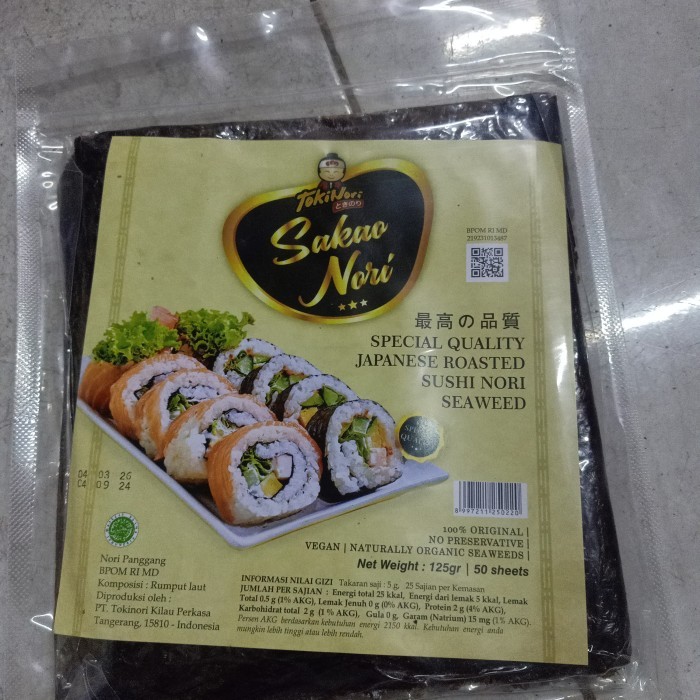 TokiNori
ときのり
Sakao
Nori
BPOM RI MD
最高の品質
SPECIAL QUALITY
JAPANESE ROASTED
SUSHI NORI
SEAWEED
04 03 26
04 09 24
100% ORIGINAL |
NO PRESERVATIVE |
VEGAN | NATURALLY ORGANIC SEAWEEDS |
Net Weight : 125gr | 50 sheets
Nori Panggang
BPOM RI MD
Komposisi : Rumput laut
Diproduksi oleh :
PT. Tokinori Kilau Perkasa
Tangerang, 15810 - Indonesia
INFORMASI NILAI GIZI Takaran saji : 5 g, 25 Sajian per Kemasan
JUMLAH PER SAJIAN : Energi total 25 kkal, Energi dari lemak 5 kkal, Lemak
Total 0.5 g (1% AKG), Lemak Jenuh 0 g (0% AKG), Protein 2 g (4% AKG),
Karbohidrat total 2 g (1 % AKG), Gula 0 g, Garam (Natrium) 15 mg (1% AKG).
Persen AKG berdasarkan kebutuhan energi 2150 kkal. Kebutuhan energi anda
mungkin lebih tinggi atau lebih rendah.